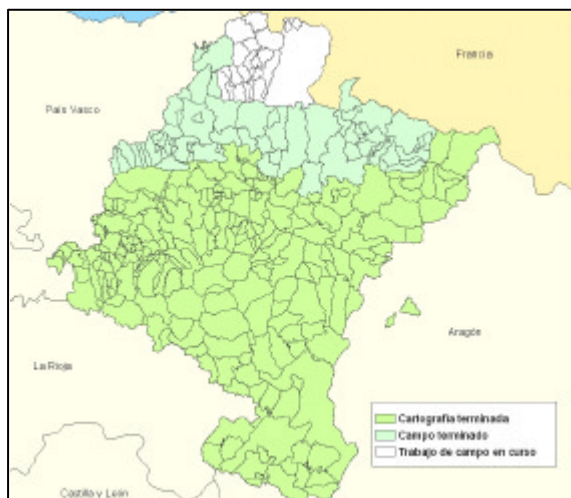 Francia
País Vasco
Aragón
La Rioja
Cartografía terminada
Campo terminado
Trabajo de campo en curso
Castilla y León